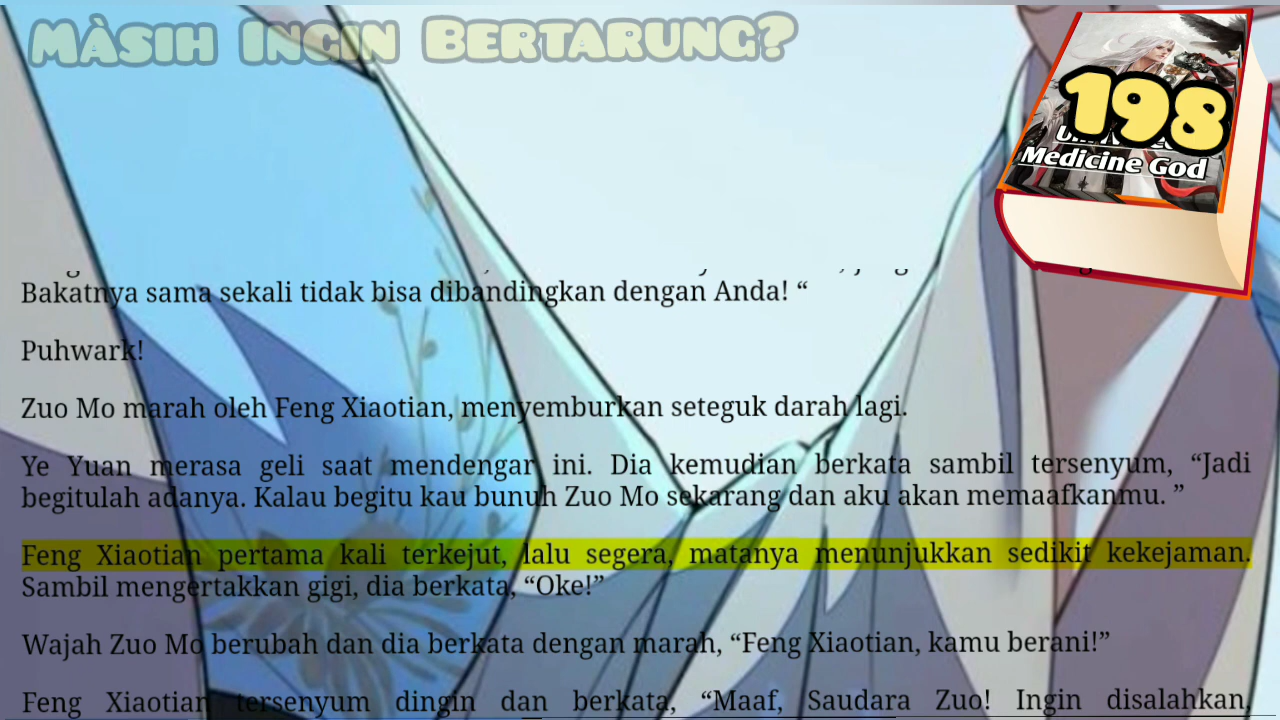 MÀSIH INGIN BERTARUNG?
198
Medicine God
Bakatnya sama sekali tidak bisa dibandingkan dengan Anda! “
Puhwark!
Zuo Mo marah oleh Feng Xiaotian, menyemburkan seteguk darah lagi.
Ye Yuan merasa geli saat mendengar ini. Dia kemudian berkata sambil tersenyum, “Jadi
begitulah adanya. Kalau begitu kau bunuh Zuo Mo sekarang dan aku akan memaafkanmu. ”
Feng Xiaotian pertama kali terkejut, lalu segera, matanya menunjukkan sedikit kekejaman.
Sambil mengertakkan gigi, dia berkata, “Oke!”
Wajah Zuo Mo berubah dan dia berkata dengan marah, “Feng Xiaotian, kamu berani!”
Feng Xiaotian tersenyum dingin dan berkata, “Maaf, Saudara Zuo! Ingin disalahkan,